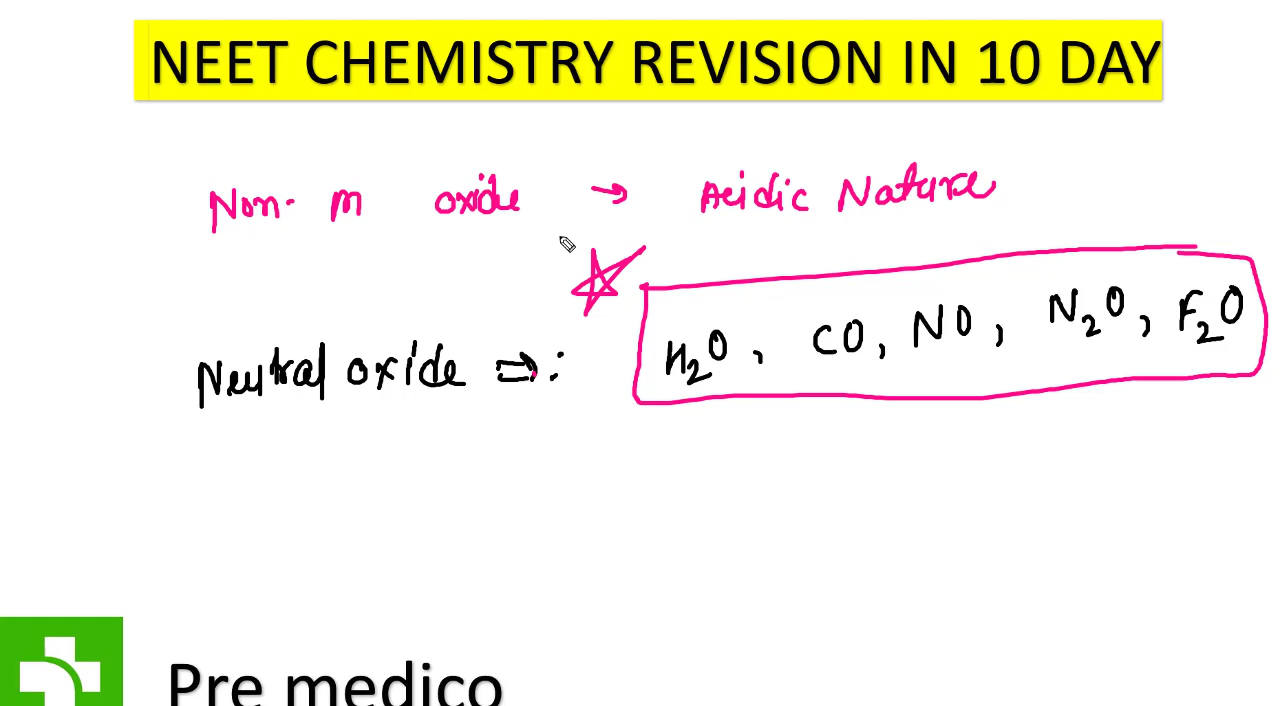 NEET CHEMISTRY REVISION IN 10 DAY
Non- m oxide → Acidic Nature
Neutral oxide ⇒: H₂O, CO, NO, N₂O, F₂O
Pre medico